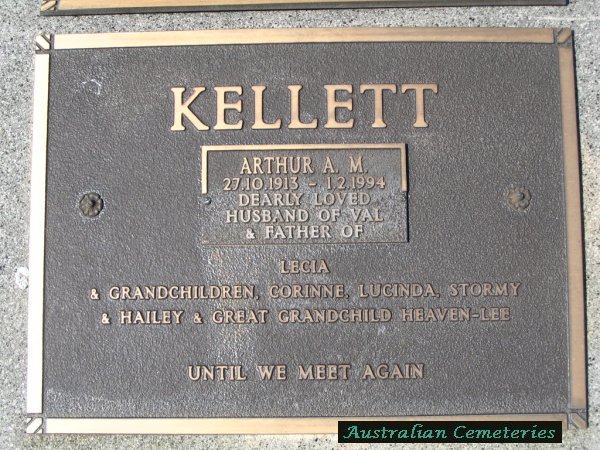 KELLETT
ARTHUR A. M.
27.10.1913 - 1.2.1994
DEARLY LOVED
HUSBAND OF VAL
& FATHER OF
LECIA
& GRANDCHILDREN, CORINNE, LUCINDA, STORMY
& HAILEY & GREAT GRANDCHILD HEAVEN-LEE
UNTIL WE MEET AGAIN
Australian Cemeteries